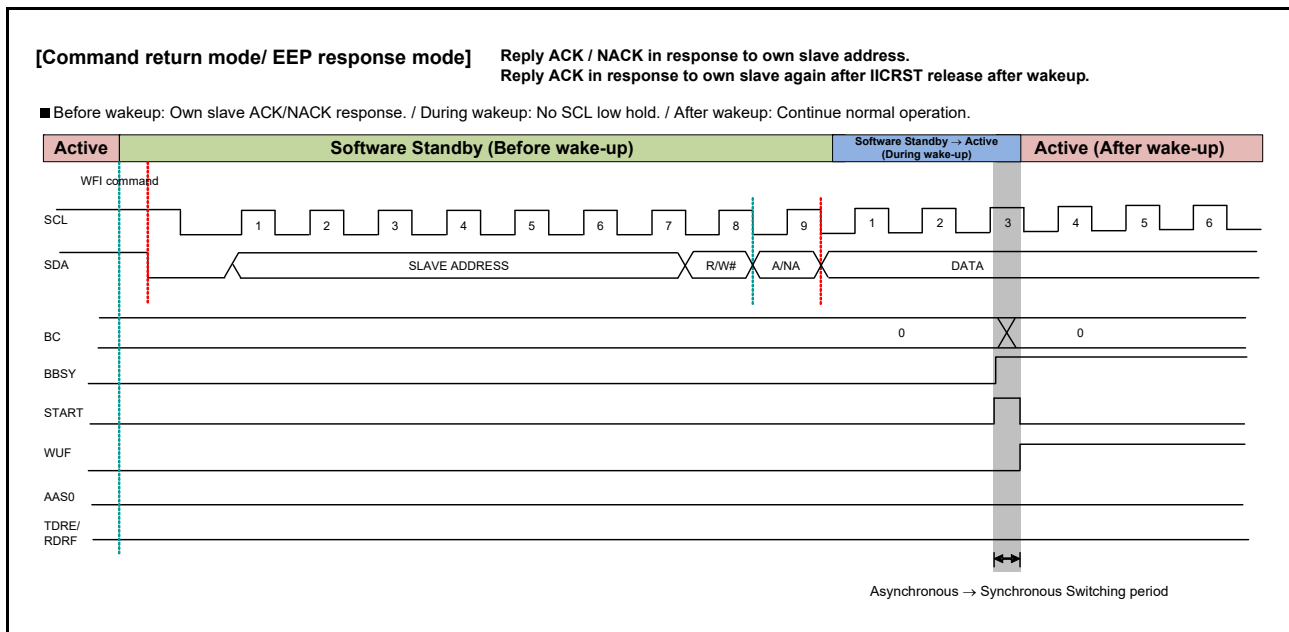 [Command return mode/ EEP response mode]
Reply ACK / NACK in response to own slave address.
Reply ACK in response to own slave again after IICRST release after wakeup.
■ Before wakeup: Own slave ACK/NACK response. / During wakeup: No SCL low hold. / After wakeup: Continue normal operation.
Active
Software Standby (Before wake-up)
Software Standby → Active
(During wake-up)
Active (After wake-up)
WFI command
SCL
1 2 3 4 5 6 7 8 9 1 2 3 4 5 6
SDA
SLAVE ADDRESS R/W# A/NA DATA
BC
0 0
BBSY
START
WUF
AAS0
TDRE/
RDRF
Asynchronous → Synchronous Switching period